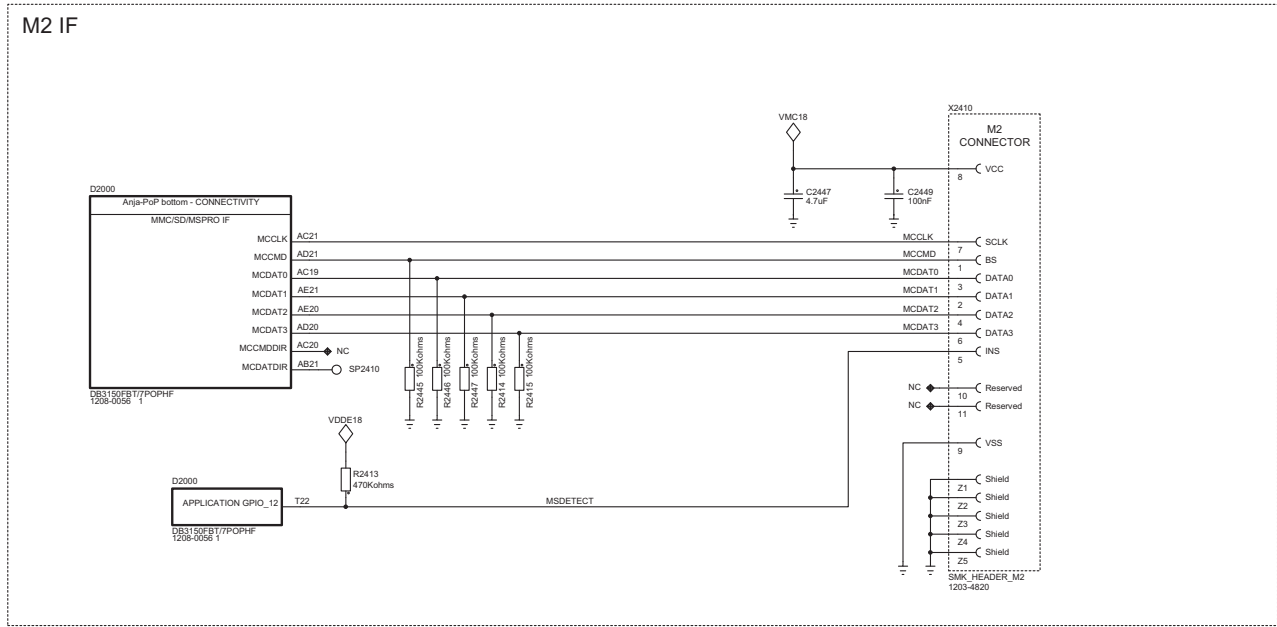 M2 IF
X2410
M2
CONNECTOR
VMC18
VCC
8
C2447
4.7uF
C2449
100nF
D2000
Anja-PoP bottom - CONNECTIVITY
MMC/SD/MSPRO IF
MCCLK AC21 MCCLK 7 SCLK
MCCMD AD21 MCCMD 1 BS
MCDAT0 AC19 MCDAT0 3 DATA0
MCDAT1 AE21 MCDAT1 2 DATA1
MCDAT2 AE20 MCDAT2 4 DATA2
MCDAT3 AD20 MCDAT3 6 DATA3
MCCMDDIR AC20 NC 5 INS
MCDATDIR AB21 SP2410
R2445 100Kohms
R2446 100Kohms
R2447 100Kohms
R2414 100Kohms
R2415 100Kohms
DB3150FBT/7POPHF
1208-0056 1
NC 10 Reserved
NC 11 Reserved
VDDE18
9 VSS
R2413
470Kohms
D2000
APPLICATION GPIO_12 T22 MSDETECT
DB3150FBT/7POPHF
1208-0056 1
Z1 Shield
Z2 Shield
Z3 Shield
Z4 Shield
Z5 Shield
SMK_HEADER_M2
1203-4820